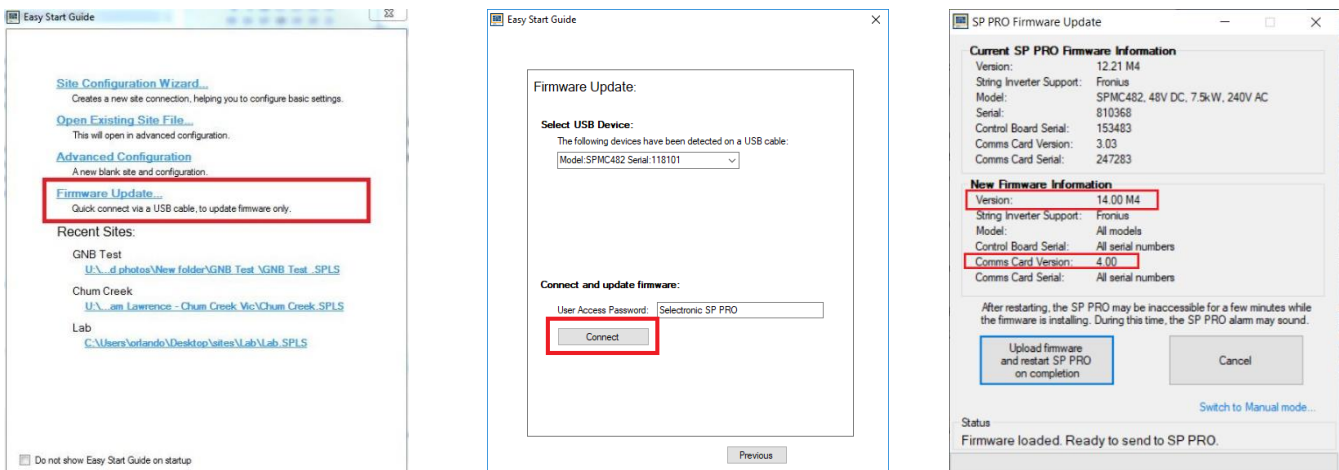 Easy Start Guide
Site Configuration Wizard...
Creates a new site connection, helping you to configure basic settings.
Open Existing Site File...
This will open in advanced configuration.
Advanced Configuration
A new blank site and configuration.
Firmware Update...
Quick connect via a USB cable, to update firmware only.
Recent Sites:
GNB Test
U:\...d photos\New folder\GNB Test \GNB Test .SPLS
Chum Creek
U:\...am Lawrence - Chum Creek Vic\Chum Creek.SPLS
Lab
C:\Users\orlando\Desktop\sites\Lab\Lab.SPLS
Do not show Easy Start Guide on startup
Easy Start Guide
Firmware Update:
Select USB Device:
The following devices have been detected on a USB cable:
Model:SPMC482 Serial:118101
Connect and update firmware:
User Access Password: Selectronic SP PRO
Connect
Previous
SP PRO Firmware Update
Current SP PRO Firmware Information
Version: 12.21 M4
String Inverter Support: Fronius
Model: SPMC482, 48V DC, 7.5kW, 240V AC
Serial: 810368
Control Board Serial: 153483
Comms Card Version: 3.03
Comms Card Serial: 247283
New Firmware Information
Version: 14.00 M4
String Inverter Support: Fronius
Model: All models
Control Board Serial: All serial numbers
Comms Card Version: 4.00
Comms Card Serial: All serial numbers
After restarting, the SP PRO may be inaccessible for a few minutes while
the firmware is installing. During this time, the SP PRO alarm may sound.
Upload firmware
and restart SP PRO
on completion
Cancel
Switch to Manual mode...
Status
Firmware loaded. Ready to send to SP PRO.